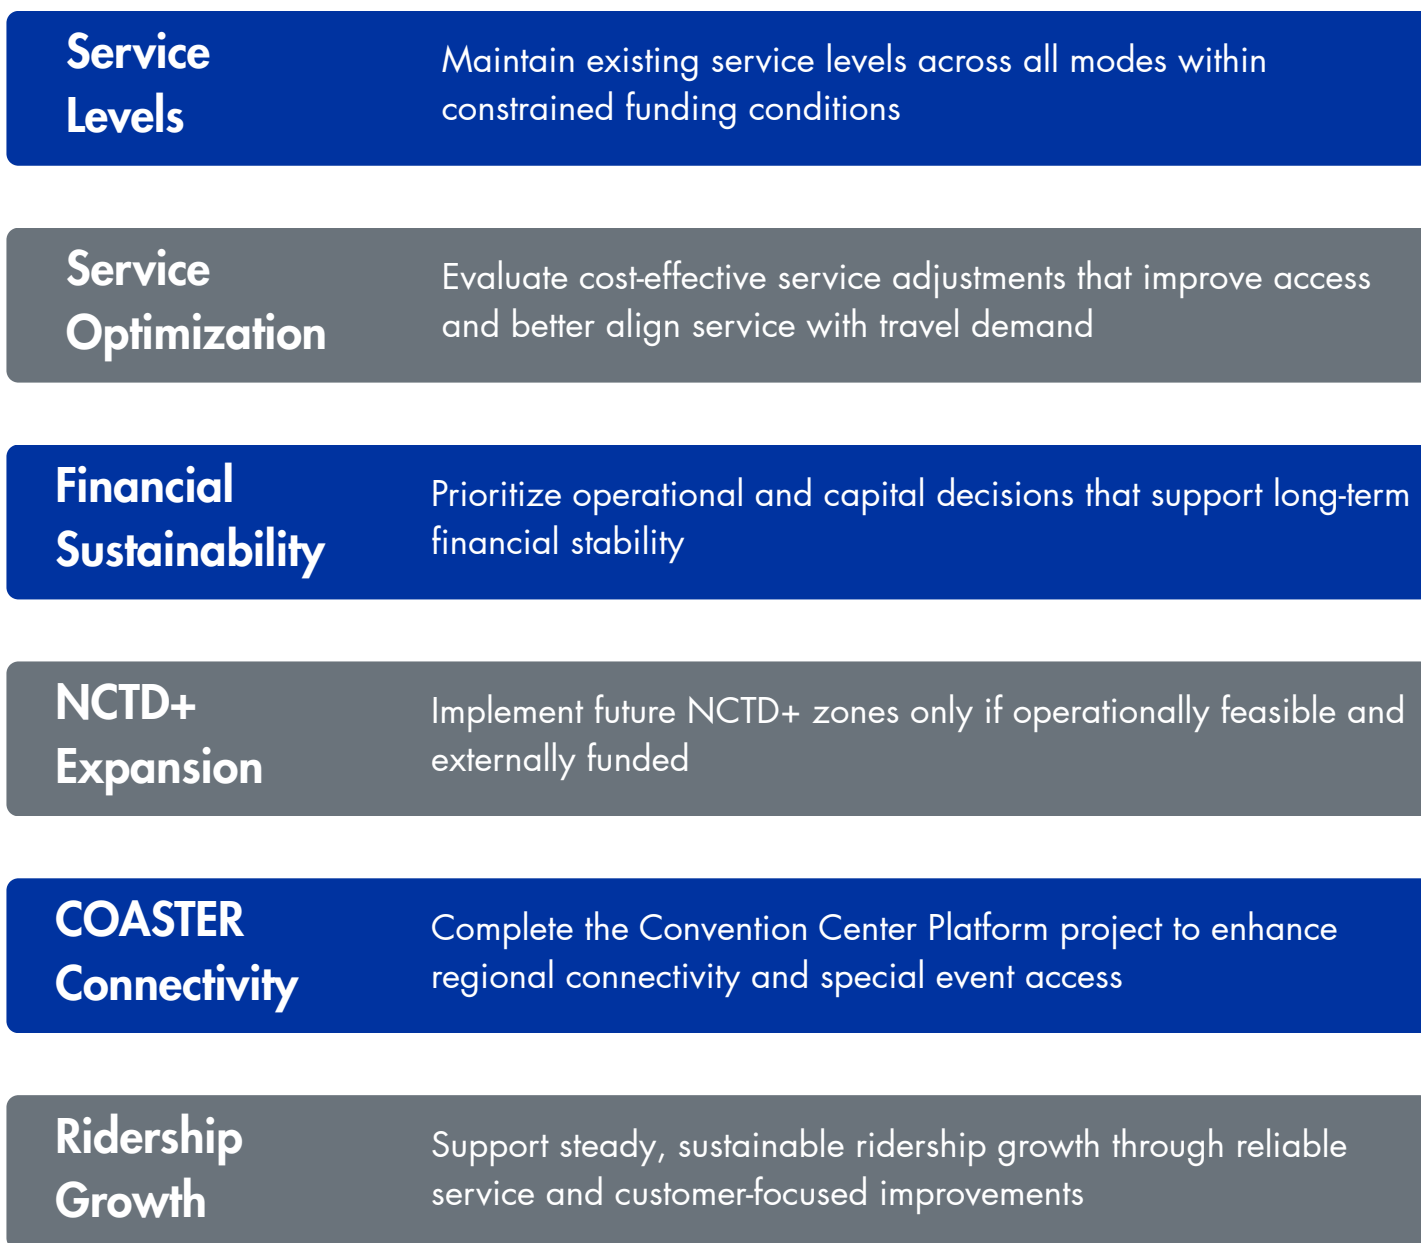 Service
Levels
Maintain existing service levels across all modes within
constrained funding conditions
Service
Optimization
Evaluate cost-effective service adjustments that improve access
and better align service with travel demand
Financial
Sustainability
Prioritize operational and capital decisions that support long-term
financial stability
NCTD+
Expansion
Implement future NCTD+ zones only if operationally feasible and
externally funded
COASTER
Connectivity
Complete the Convention Center Platform project to enhance
regional connectivity and special event access
Ridership
Growth
Support steady, sustainable ridership growth through reliable
service and customer-focused improvements